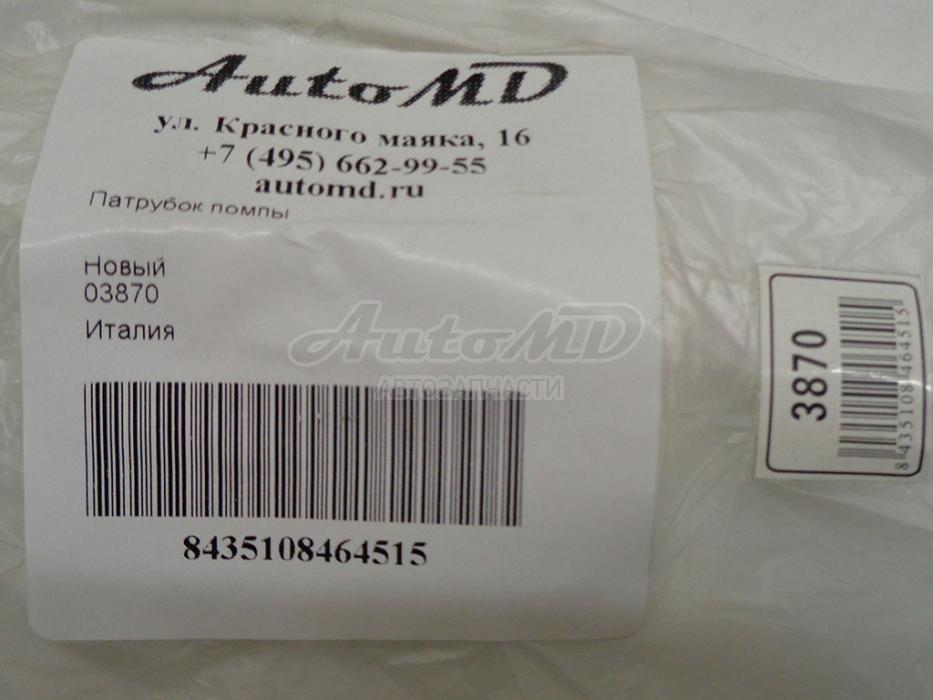 AutoMD
ул. Красного маяка, 16
+7 (495) 662-99-55
automd.ru
Патрубок помпы
Новый
03870
Италия
8435108464515
3870
8435108464515
AutoMD
АВТОЗАПЧАСТИ